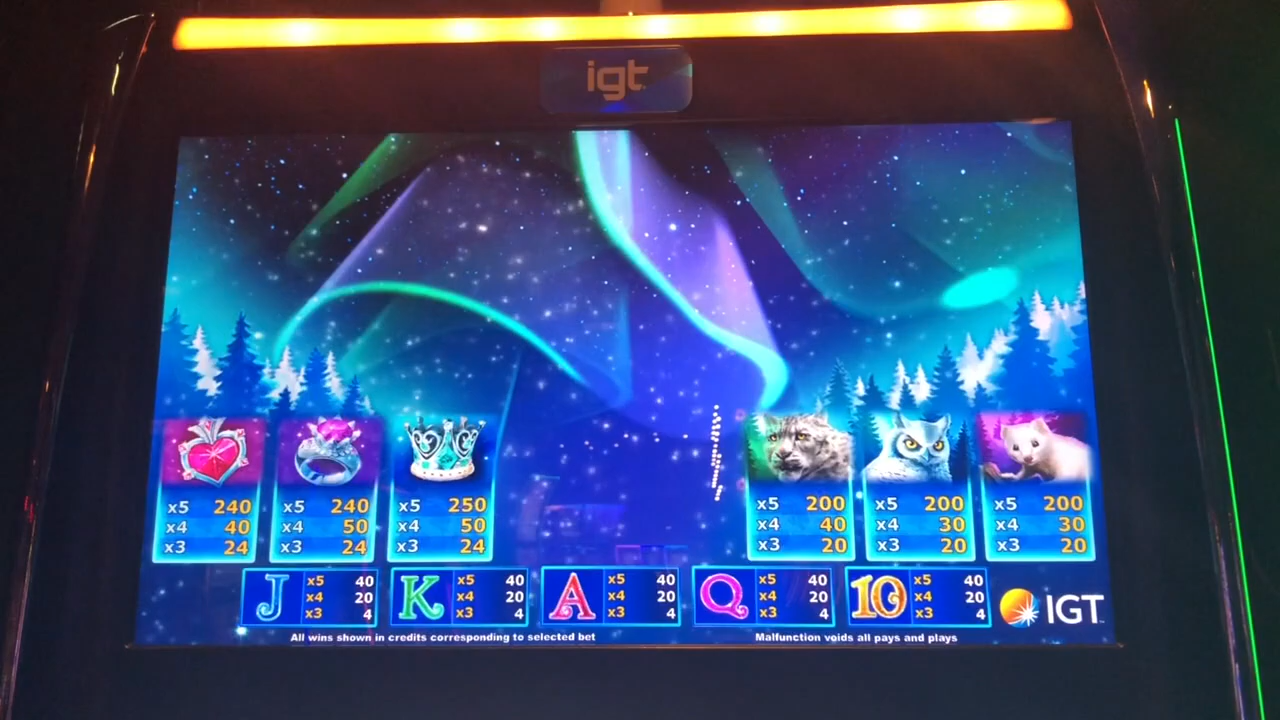 igt
x5 240
x4 40
x3 24
x5 240
x4 50
x3 24
x5 250
x4 50
x3 24
x5 200
x4 40
x3 20
x5 200
x4 30
x3 20
x5 200
x4 30
x3 20
J x5 40
x4 20
x3 4
K x5 40
x4 20
x3 4
A x5 40
x4 20
x3 4
Q x5 40
x4 20
x3 4
10 x5 40
x4 20
x3 4
IGT
All wins shown in credits corresponding to selected bet
Malfunction voids all pays and plays